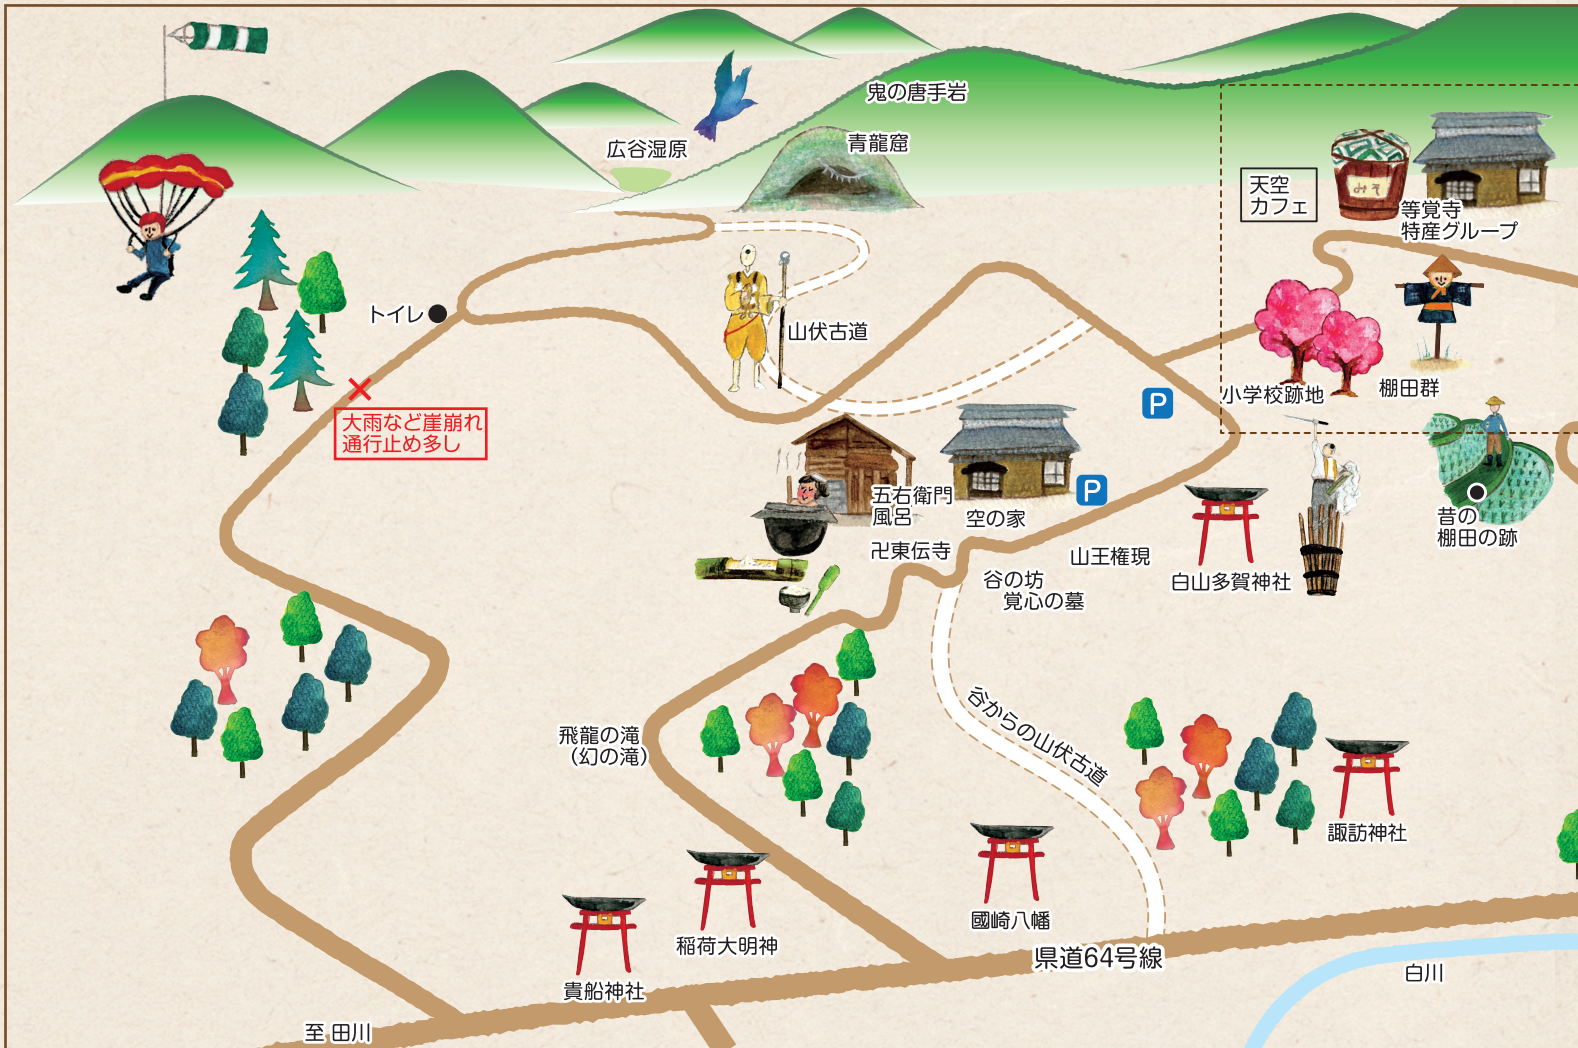 鬼の唐手岩
広谷湿原
青龍窟
天空
カフェ
みそ
等覚寺
特産グループ
トイレ
山伏古道
大雨など崖崩れ
通行止め多し
小学校跡地
棚田群
P
P
五右衛門
風呂
空の家
昔の
棚田の跡
卍東伝寺
山王権現
谷の坊
覚心の墓
白山多賀神社
飛龍の滝
（幻の滝）
谷からの山伏古道
諏訪神社
國崎八幡
稲荷大明神
県道64号線
白川
貴船神社
至 田川